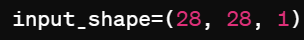 input_shape=(28, 28, 1)